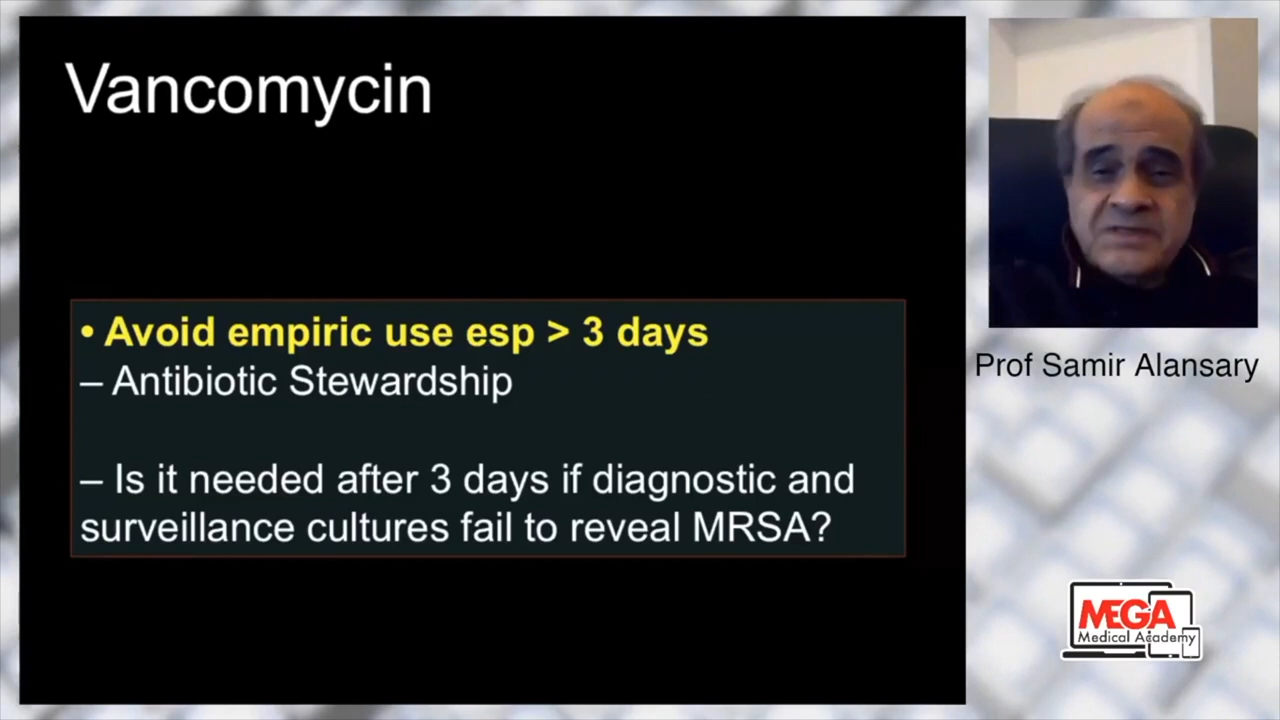 Vancomycin
• Avoid empiric use esp > 3 days
– Antibiotic Stewardship
– Is it needed after 3 days if diagnostic and
surveillance cultures fail to reveal MRSA?
Prof Samir Alansary
MEGA
Medical Academy